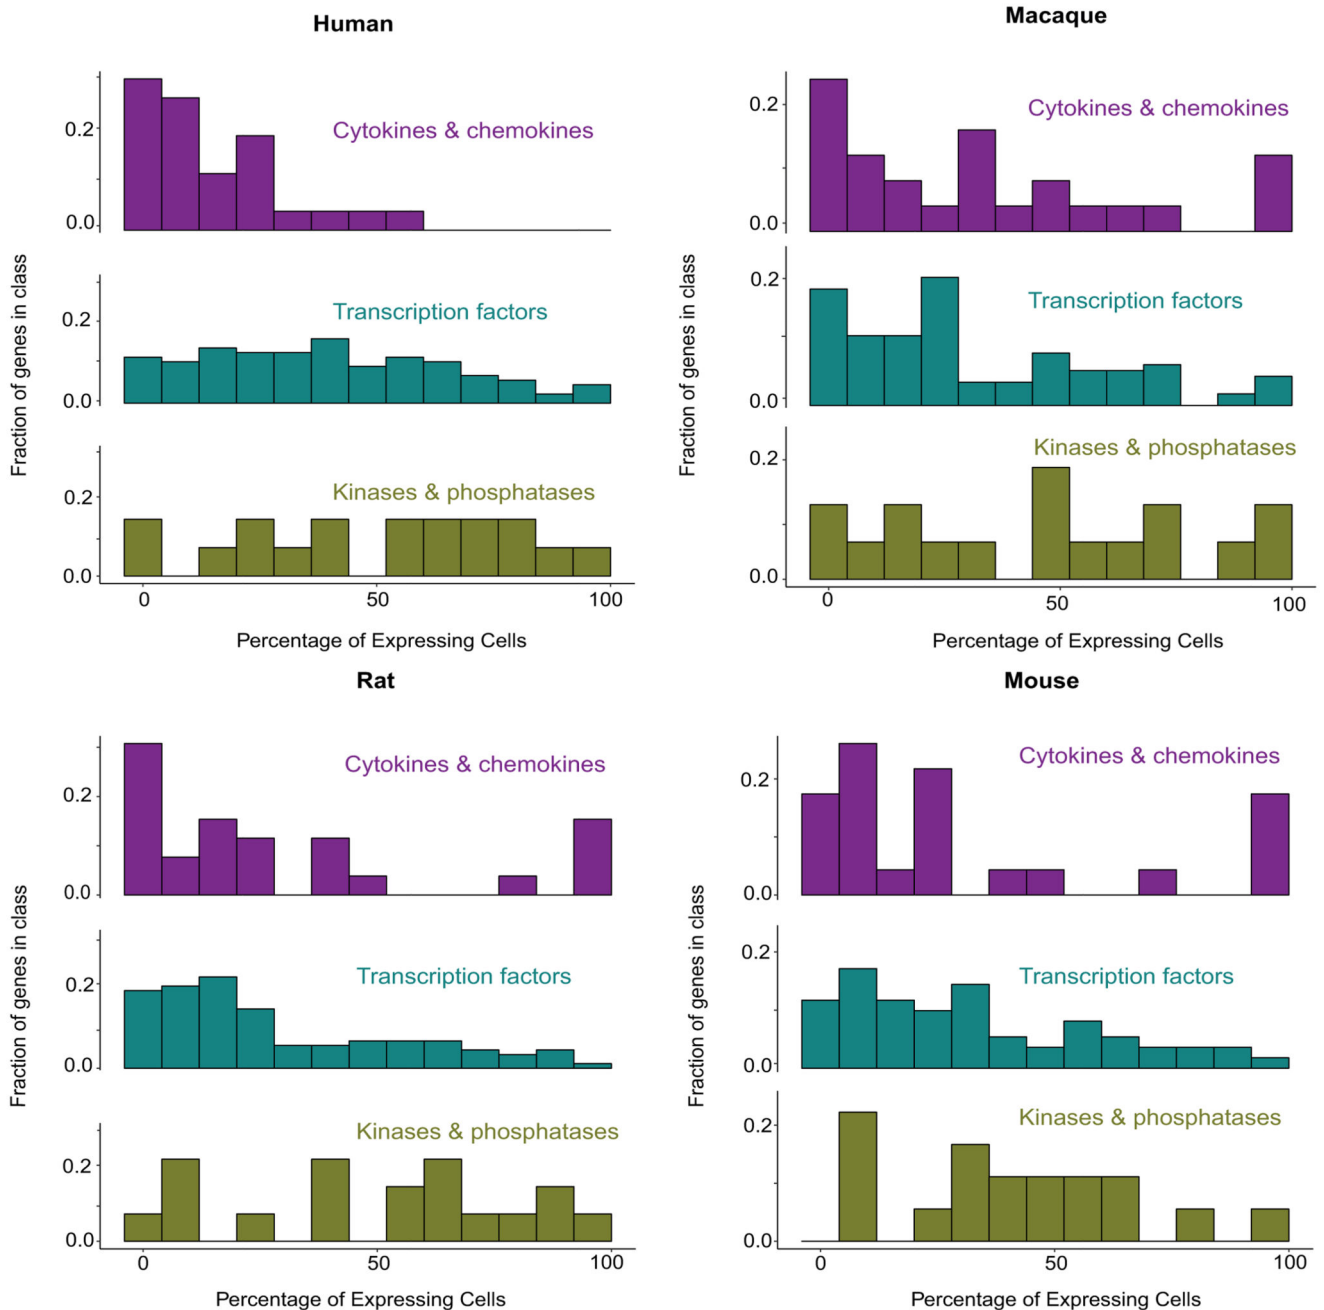 Human
Cytokines & chemokines
0.2
0.0
Transcription factors
0.2
0.0
Kinases & phosphatases
0.2
0.0
Fraction of genes in class
0 50 100
Percentage of Expressing Cells
Macaque
Cytokines & chemokines
0.2
0.0
Transcription factors
0.2
0.0
Kinases & phosphatases
0.2
0.0
Fraction of genes in class
0 50 100
Percentage of Expressing Cells
Rat
Cytokines & chemokines
0.2
0.0
Transcription factors
0.2
0.0
Kinases & phosphatases
0.2
0.0
Fraction of genes in class
0 50 100
Percentage of Expressing Cells
Mouse
Cytokines & chemokines
0.2
0.0
Transcription factors
0.2
0.0
Kinases & phosphatases
0.2
0.0
Fraction of genes in class
0 50 100
Percentage of Expressing Cells